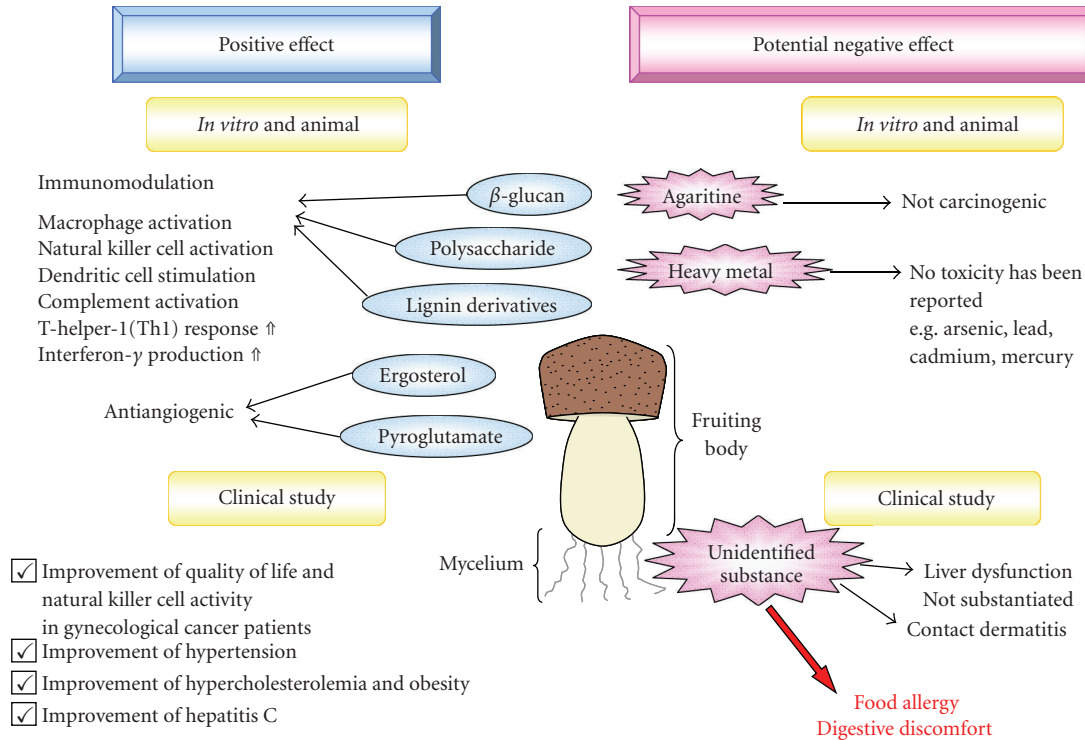 Positive effect
Potential negative effect
In vitro and animal
In vitro and animal
Immunomodulation
Macrophage activation
Natural killer cell activation
Dendritic cell stimulation
Complement activation
T-helper-1(Th1) response ⇑
Interferon-γ production ⇑
β-glucan
Polysaccharide
Lignin derivatives
Agaritine
Not carcinogenic
Heavy metal
No toxicity has been
reported
e.g. arsenic, lead,
cadmium, mercury
Antiangiogenic
Ergosterol
Pyroglutamate
Fruiting
body
Clinical study
Clinical study
Mycelium
Unidentified
substance
Liver dysfunction
Not substantiated
Contact dermatitis
Food allergy
Digestive discomfort
☑ Improvement of quality of life and
natural killer cell activity
in gynecological cancer patients
☑ Improvement of hypertension
☑ Improvement of hypercholesterolemia and obesity
☑ Improvement of hepatitis C